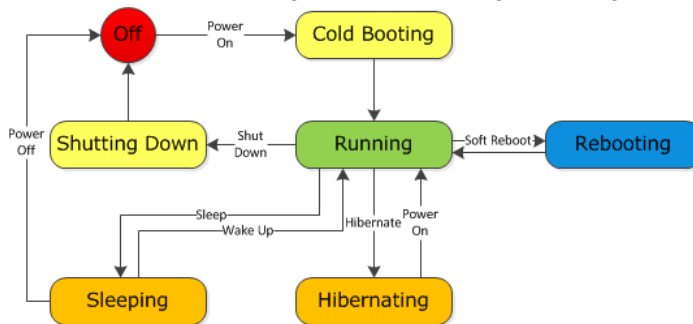 Off
Power
On
Cold Booting
Power
Off
Shutting Down
Shut
Down
Running
Soft Reboot
Rebooting
Sleep
Wake Up
Hibernate
Power
On
Sleeping
Hibernating